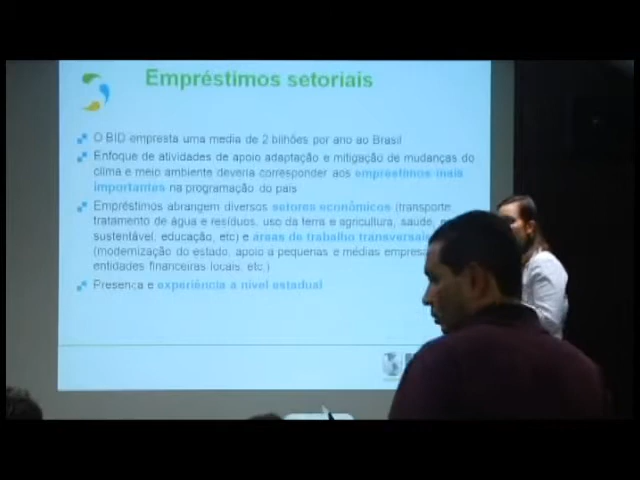 Empréstimos setoriais
O BID empresta uma media de 2 bilhões por ano ao Brasil
Enfoque de atividades de apoio adaptação e mitigação de mudanças do
clima e meio ambiente deveria corresponder aos empréstimos mais
importantes na programação do pais
Empréstimos abrangem diversos setores econômicos (transporte,
tratamento de água e resíduos, uso da terra e agricultura, saúde,
sustentável, educação, etc) e áreas de trabalho transversais
(modernização do estado, apoio a pequenas e médias empresas
entidades financeiras locais, etc.)
Presença e experiência a nível estadual